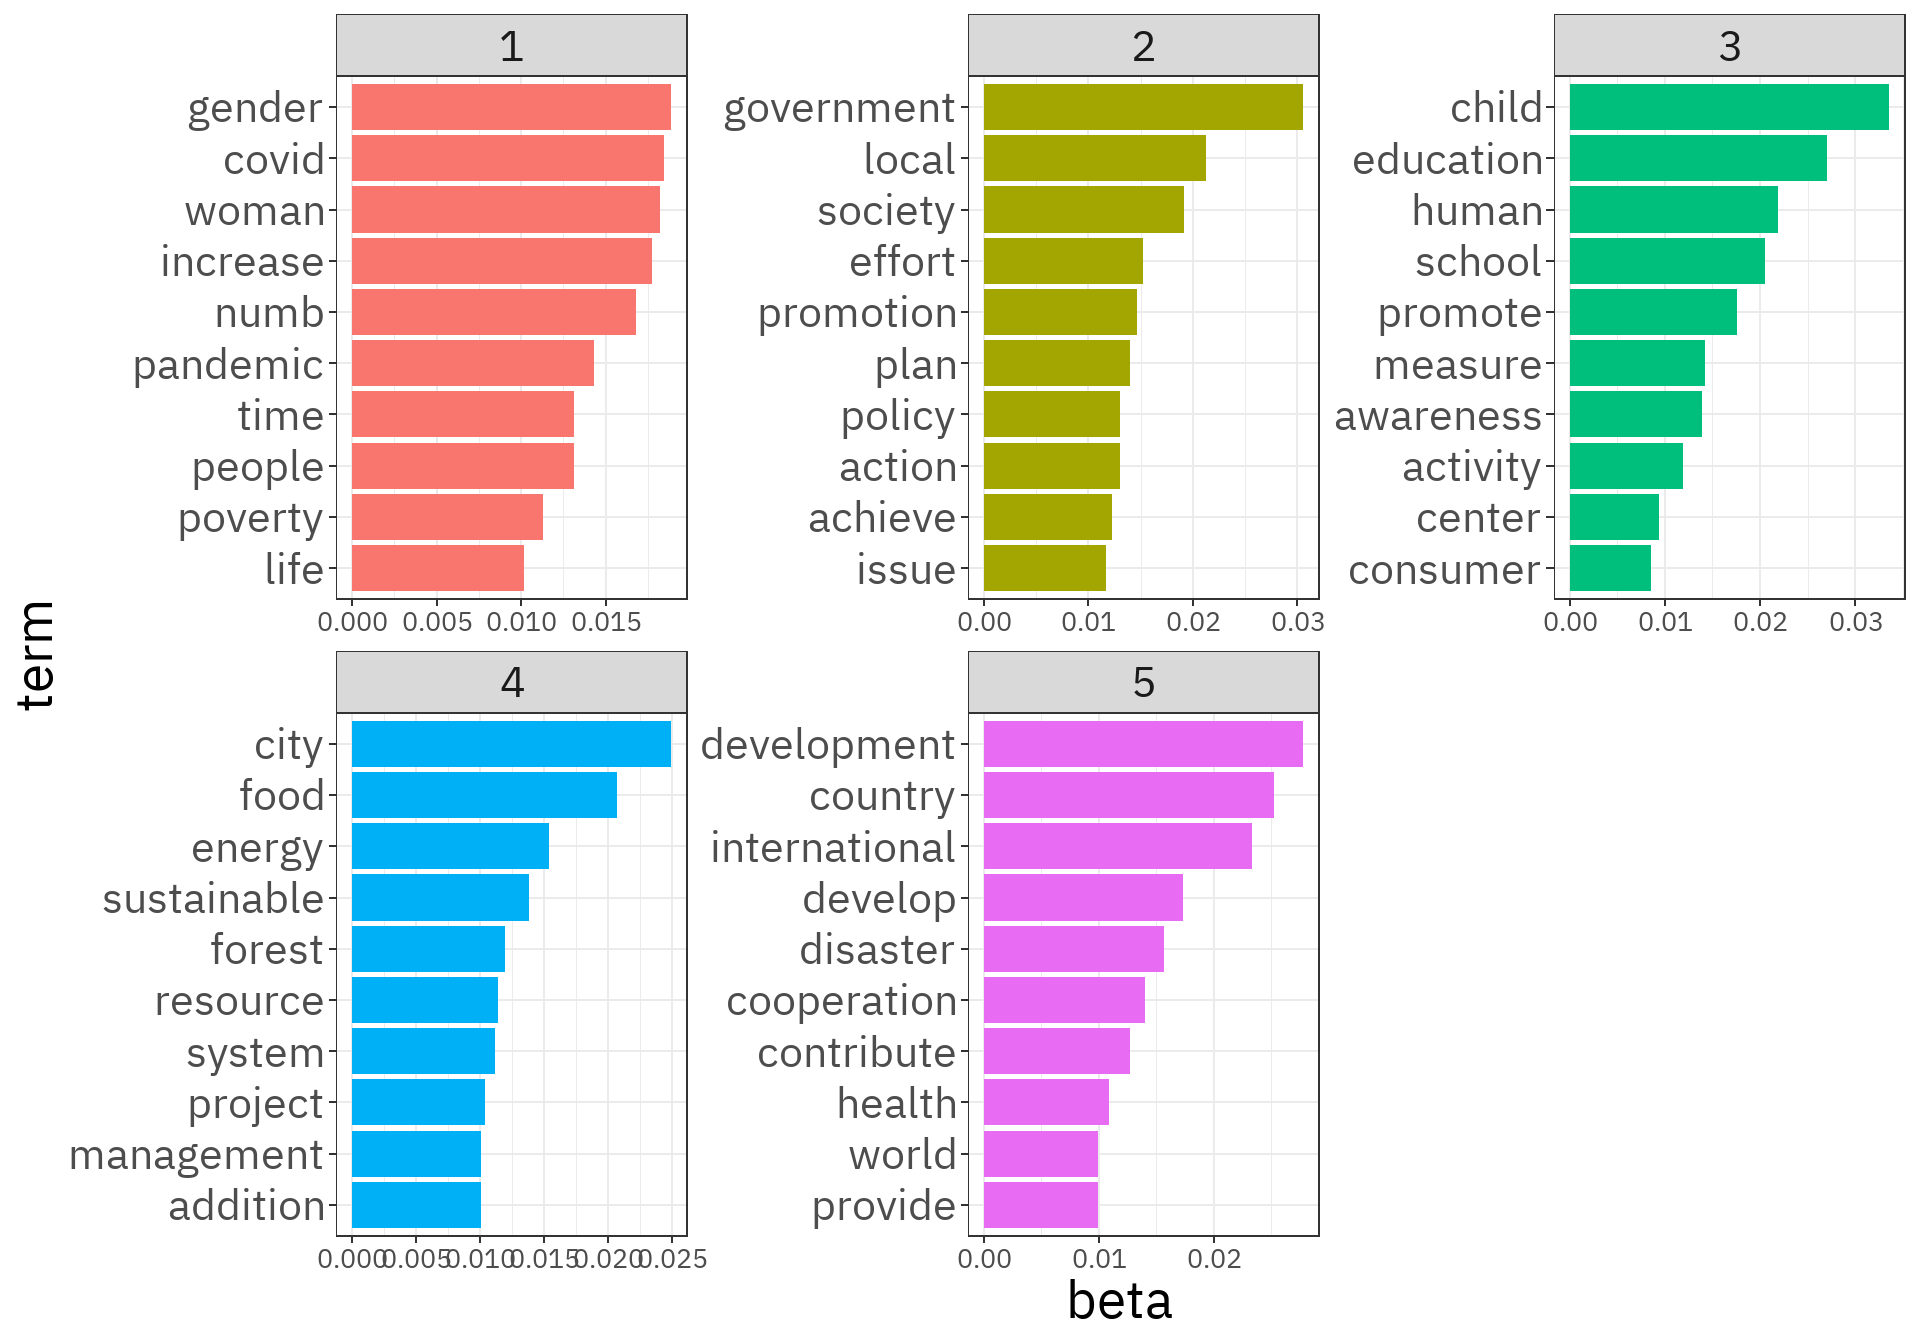 1
gender
covid
woman
increase
numb
pandemic
time
people
poverty
life
0.000 0.005 0.010 0.015
2
government
local
society
effort
promotion
plan
policy
action
achieve
issue
0.00 0.01 0.02 0.03
3
child
education
human
school
promote
measure
awareness
activity
center
consumer
0.00 0.01 0.02 0.03
4
city
food
energy
sustainable
forest
resource
system
project
management
addition
0.000 0.005 0.010 0.015 0.020 0.025
5
development
country
international
develop
disaster
cooperation
contribute
health
world
provide
0.00 0.01 0.02
term
beta